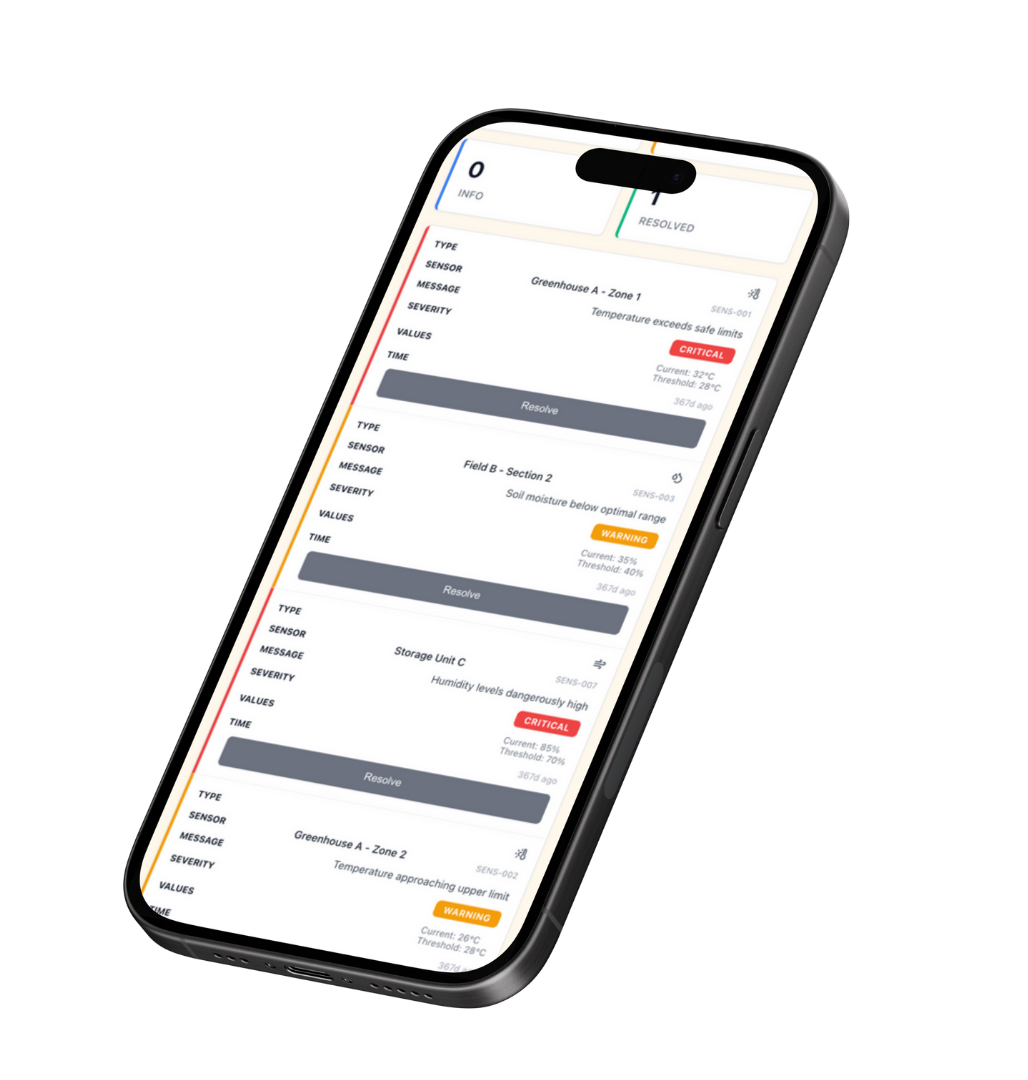 0
INFO
1
RESOLVED
TYPE
SENSOR
Greenhouse A - Zone 1
SENS-001
MESSAGE
Temperature exceeds safe limits
SEVERITY
CRITICAL
VALUES
Current: 32°C
Threshold: 28°C
TIME
367d ago
Resolve
TYPE
SENSOR
Field B - Section 2
SENS-003
MESSAGE
Soil moisture below optimal range
SEVERITY
WARNING
VALUES
Current: 35%
Threshold: 40%
TIME
367d ago
Resolve
TYPE
SENSOR
Storage Unit C
SENS-007
MESSAGE
Humidity levels dangerously high
SEVERITY
CRITICAL
VALUES
Current: 85%
Threshold: 70%
TIME
367d ago
Resolve
TYPE
SENSOR
Greenhouse A - Zone 2
SENS-002
MESSAGE
Temperature approaching upper limit
SEVERITY
WARNING
VALUES
Current: 26°C
Threshold: 28°C
TIME
367d a